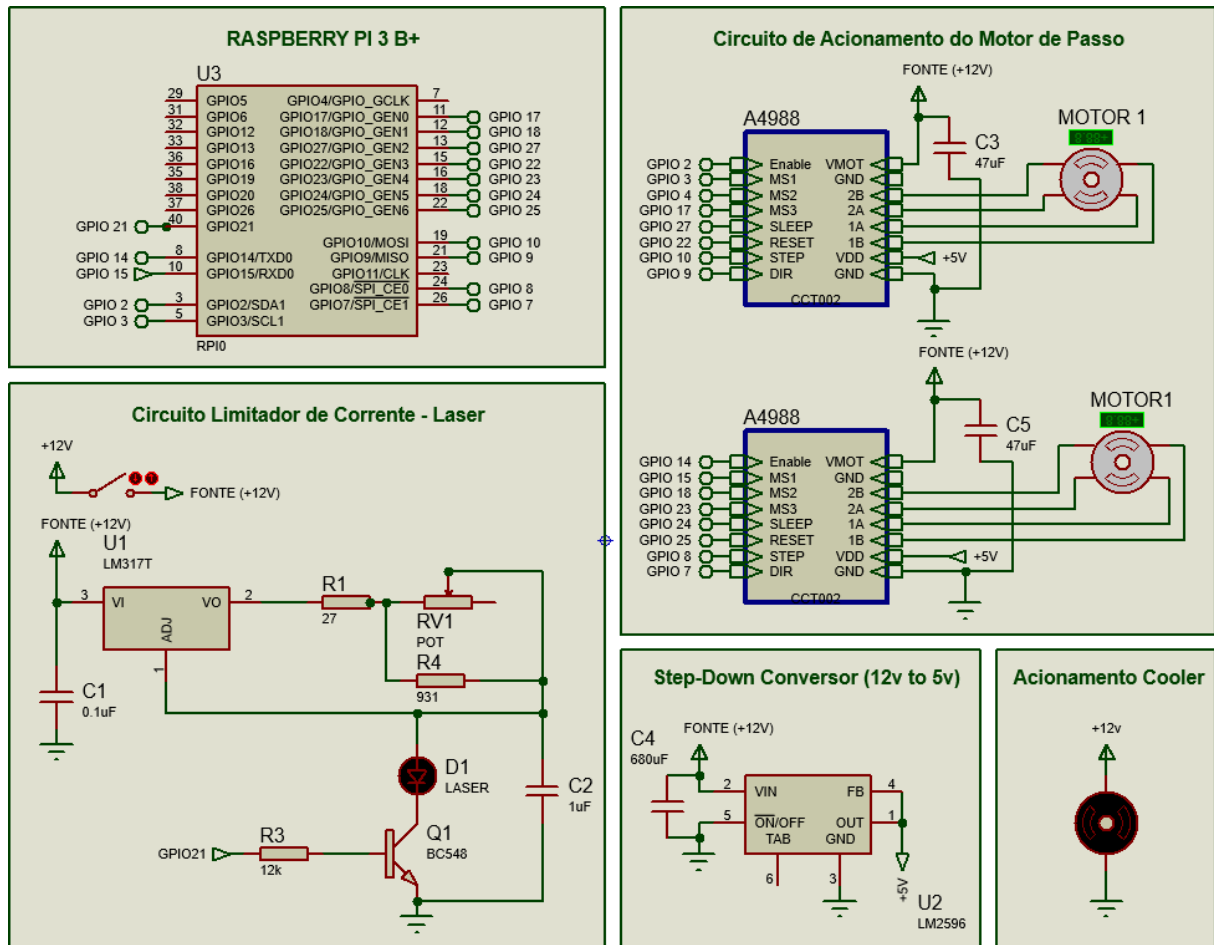 RASPBERRY PI 3 B+
U3
29 GPIO5 GPIO4/GPIO_GCLK 7
31 GPIO6 GPIO17/GPIO_GEN0 11 GPIO 17
32 GPIO12 GPIO18/GPIO_GEN1 12 GPIO 18
33 GPIO13 GPIO27/GPIO_GEN2 13 GPIO 27
36 GPIO16 GPIO22/GPIO_GEN3 15 GPIO 22
35 GPIO19 GPIO23/GPIO_GEN4 16 GPIO 23
38 GPIO20 GPIO24/GPIO_GEN5 18 GPIO 24
37 GPIO26 GPIO25/GPIO_GEN6 22 GPIO 25
GPIO 21 40 GPIO21
GPIO10/MOSI 19 GPIO 10
GPIO 14 8 GPIO14/TXD0 GPIO9/MISO 21 GPIO 9
GPIO 15 10 GPIO15/RXD0 GPIO11/CLK 23
GPIO8/SPI_CE0 24 GPIO 8
GPIO 2 3 GPIO2/SDA1 GPIO7/SPI_CE1 26 GPIO 7
GPIO 3 5 GPIO3/SCL1
RPI0
Circuito de Acionamento do Motor de Passo
FONTE (+12V)
A4988
MOTOR 1
C3
47uF
GPIO 2 Enable VMOT
GPIO 3 MS1 GND
GPIO 4 MS2 2B
GPIO 17 MS3 2A
GPIO 27 SLEEP 1A
GPIO 22 RESET 1B
GPIO 10 STEP VDD +5V
GPIO 9 DIR GND
CCT002
FONTE (+12V)
A4988
MOTOR1
C5
47uF
GPIO 14 Enable VMOT
GPIO 15 MS1 GND
GPIO 18 MS2 2B
GPIO 23 MS3 2A
GPIO 24 SLEEP 1A
GPIO 25 RESET 1B
GPIO 8 STEP VDD +5V
GPIO 7 DIR GND
CCT002
Circuito Limitador de Corrente - Laser
+12V
FONTE (+12V)
FONTE (+12V)
U1
LM317T
3 VI VO 2
ADJ
1
R1
27
RV1
POT
R4
931
C1
0.1uF
D1
LASER
C2
1uF
Q1
BC548
R3
GPIO21
12k
Step-Down Conversor (12v to 5v)
FONTE (+12V)
C4
680uF
2 VIN FB 4
5 ON/OFF OUT 1
TAB GND
6 3
+5V
U2
LM2596
Acionamento Cooler
+12v